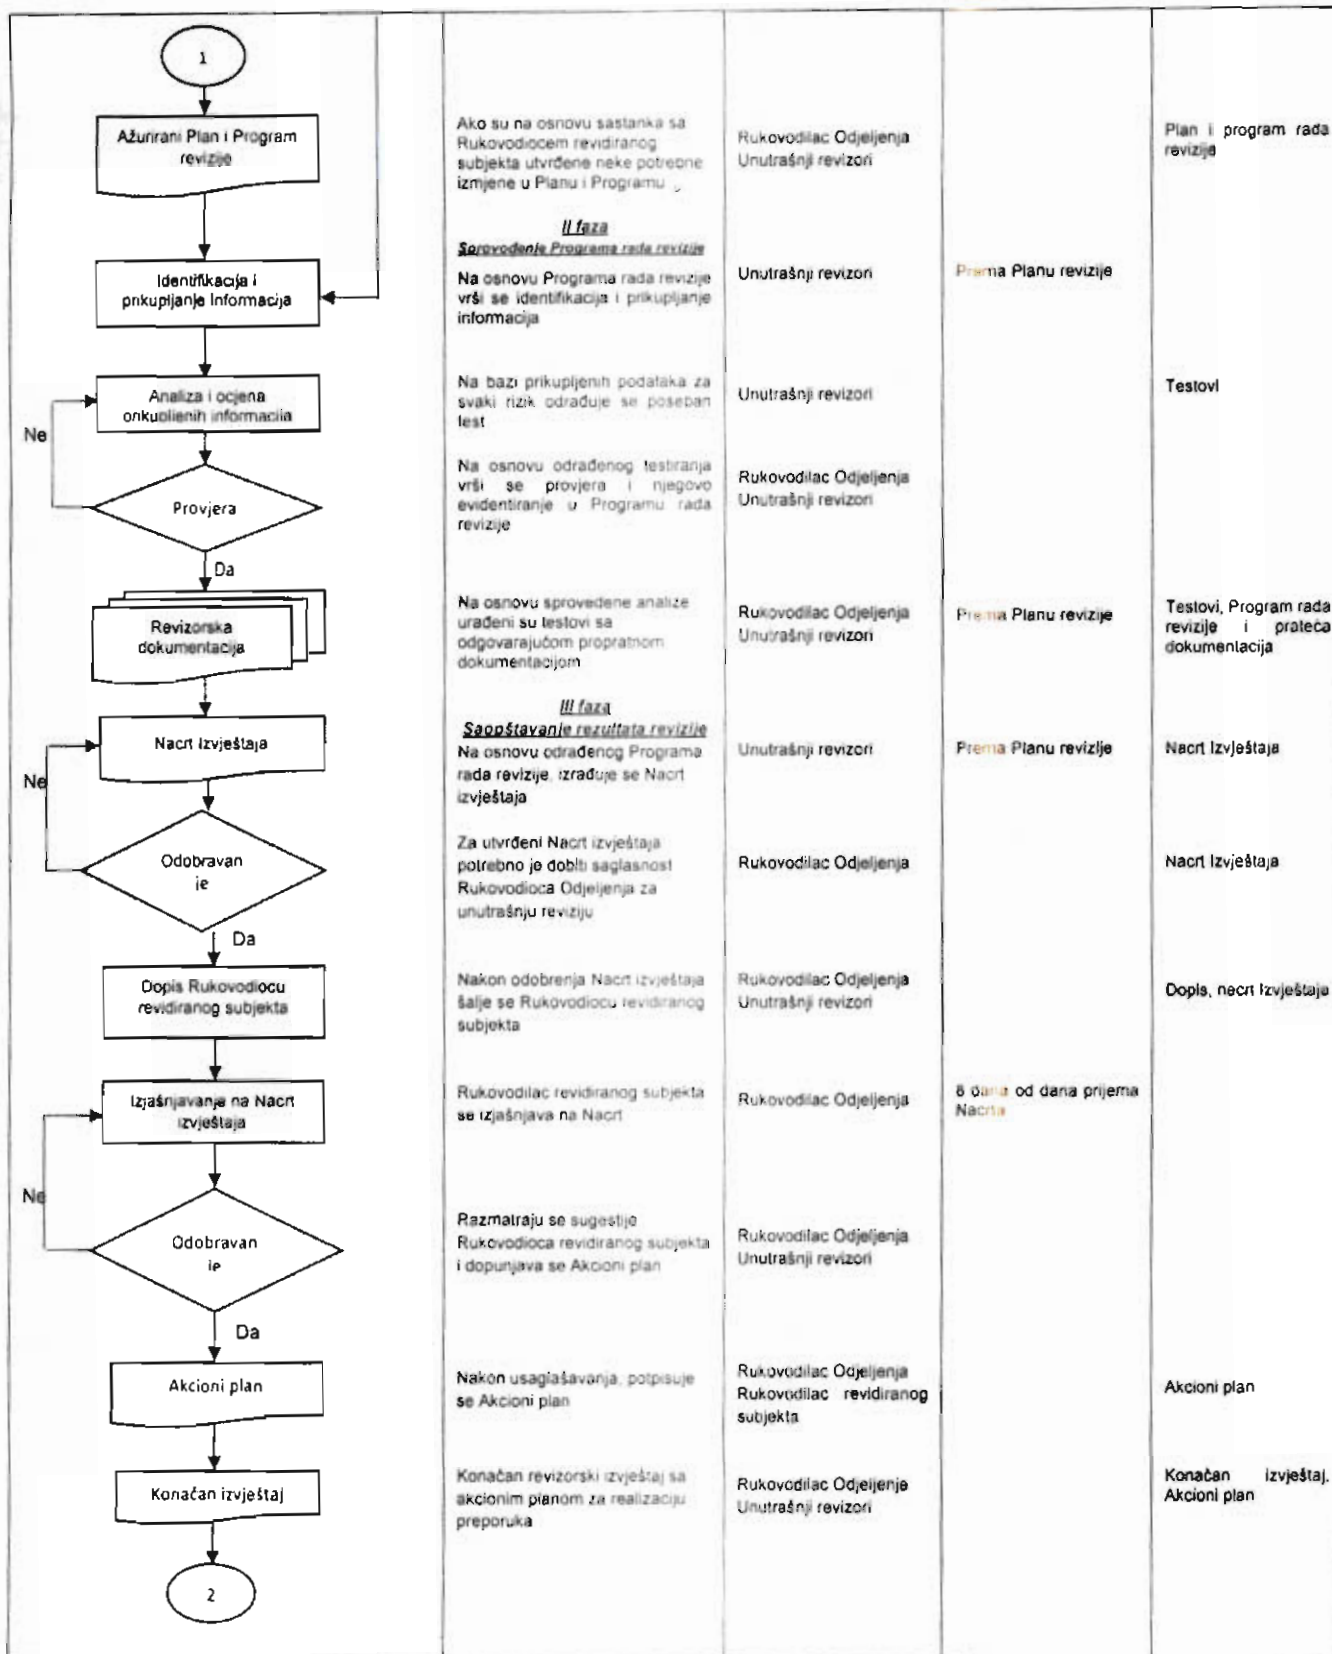 1
Ažurirani Plan i Program
revizije
Ako su na osnovu sastanka sa
Rukovodiocem revidiranog
subjekta utvrđene neke potrebne
izmjene u Planu i Programu
Rukovodilac Odjeljenja
Unutrašnji revizori
Plan i program rada
revizije
II faza
Sprovođenje Programa rada revizije
Identifikacija i
prikupljanje Informacija
Na osnovu Programa rada revizije
vrši se identifikacija i prikupljanje
informacija
Unutrašnji revizori
Prema Planu revizije
Analiza i ocjena
prikupljenih informacija
Na bazi prikupljenih podataka za
svaki rizik odrađuje se poseban
test
Unutrašnji revizori
Testovi
Ne
Provjera
Na osnovu odrađenog testiranja
vrši se provjera i njegovo
evidentiranje u Programu rada
revizije
Rukovodilac Odjeljenja
Unutrašnji revizori
Da
Revizorska
dokumentacija
Na osnovu sprovedene analize
urađeni su testovi sa
odgovarajućom propratnom
dokumentacijom
Rukovodilac Odjeljenja
Unutrašnji revizori
Prema Planu revizije
Testovi, Program rada
revizije i prateća
dokumentacija
III faza
Saopštavanje rezultata revizije
Nacrt Izvještaja
Na osnovu odrađenog Programa
rada revizije, izrađuje se Nacrt
izvještaja
Unutrašnji revizori
Prema Planu revizije
Nacrt Izvještaja
Ne
Odobravan
je
Za utvrđeni Nacrt izvještaja
potrebno je dobiti saglasnost
Rukovodioca Odjeljenja za
unutrašnju reviziju
Rukovodilac Odjeljenja
Nacrt Izvještaja
Da
Dopis Rukovodiocu
revidiranog subjekta
Nakon odobrenja Nacrt izvještaja
šalje se Rukovodiocu revidiranog
subjekta
Rukovodilac Odjeljenja
Unutrašnji revizori
Dopis, nacrt Izvještaja
Izjašnjavanje na Nacrt
izvještaja
Rukovodilac revidiranog subjekta
se izjašnjava na Nacrt
Rukovodilac Odjeljenja
8 dana od dana prijema
Nacrta
Ne
Odobravan
je
Razmatraju se sugestije
Rukovodioca revidiranog subjekta
i dopunjava se Akcioni plan
Rukovodilac Odjeljenja
Unutrašnji revizori
Da
Akcioni plan
Nakon usaglašavanja, potpisuje
se Akcioni plan
Rukovodilac Odjeljenja
Rukovodilac revidiranog
subjekta
Akcioni plan
Konačan izvještaj
Konačan revizorski izvještaj sa
akcionim planom za realizaciju
preporuka
Rukovodilac Odjeljenje
Unutrašnji revizori
Konačan izvještaj,
Akcioni plan
2